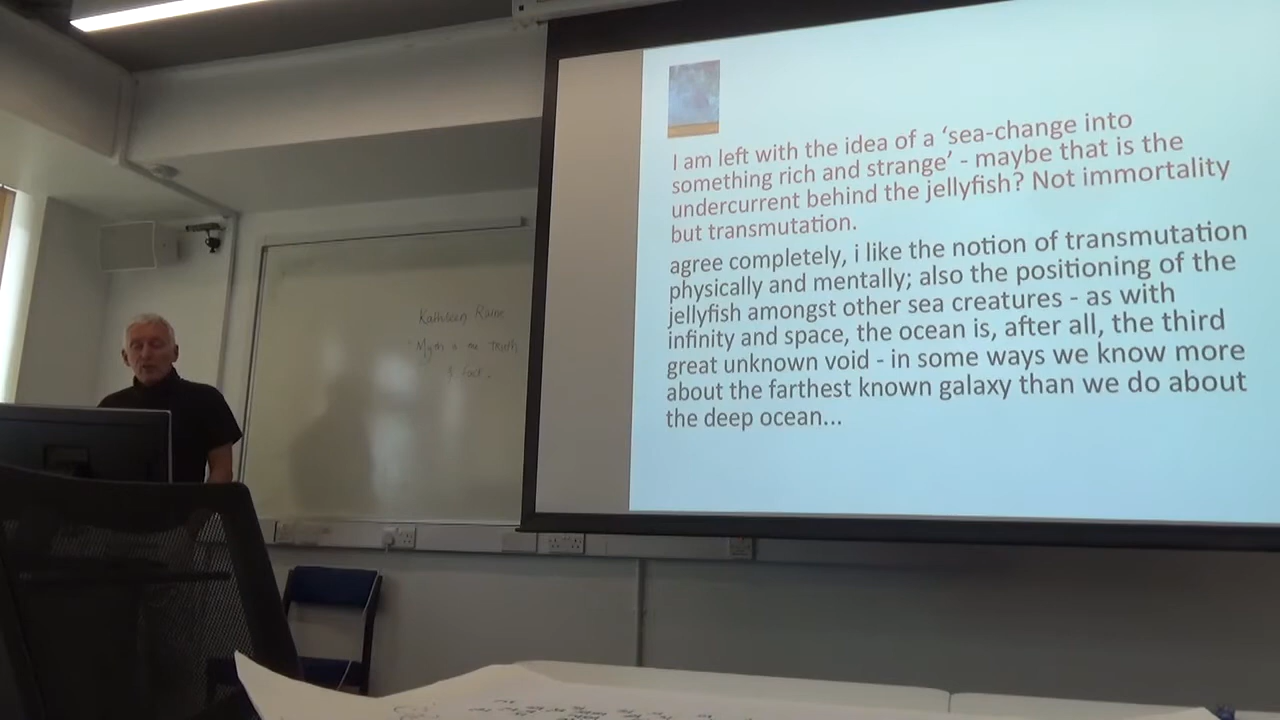 Kathleen Raine
"Myth is the truth
of fact.
I am left with the idea of a ‘sea-change into
something rich and strange’ - maybe that is the
undercurrent behind the jellyfish? Not immortality
but transmutation.
agree completely, i like the notion of transmutation
physically and mentally; also the positioning of the
jellyfish amongst other sea creatures - as with
infinity and space, the ocean is, after all, the third
great unknown void - in some ways we know more
about the farthest known galaxy than we do about
the deep ocean...